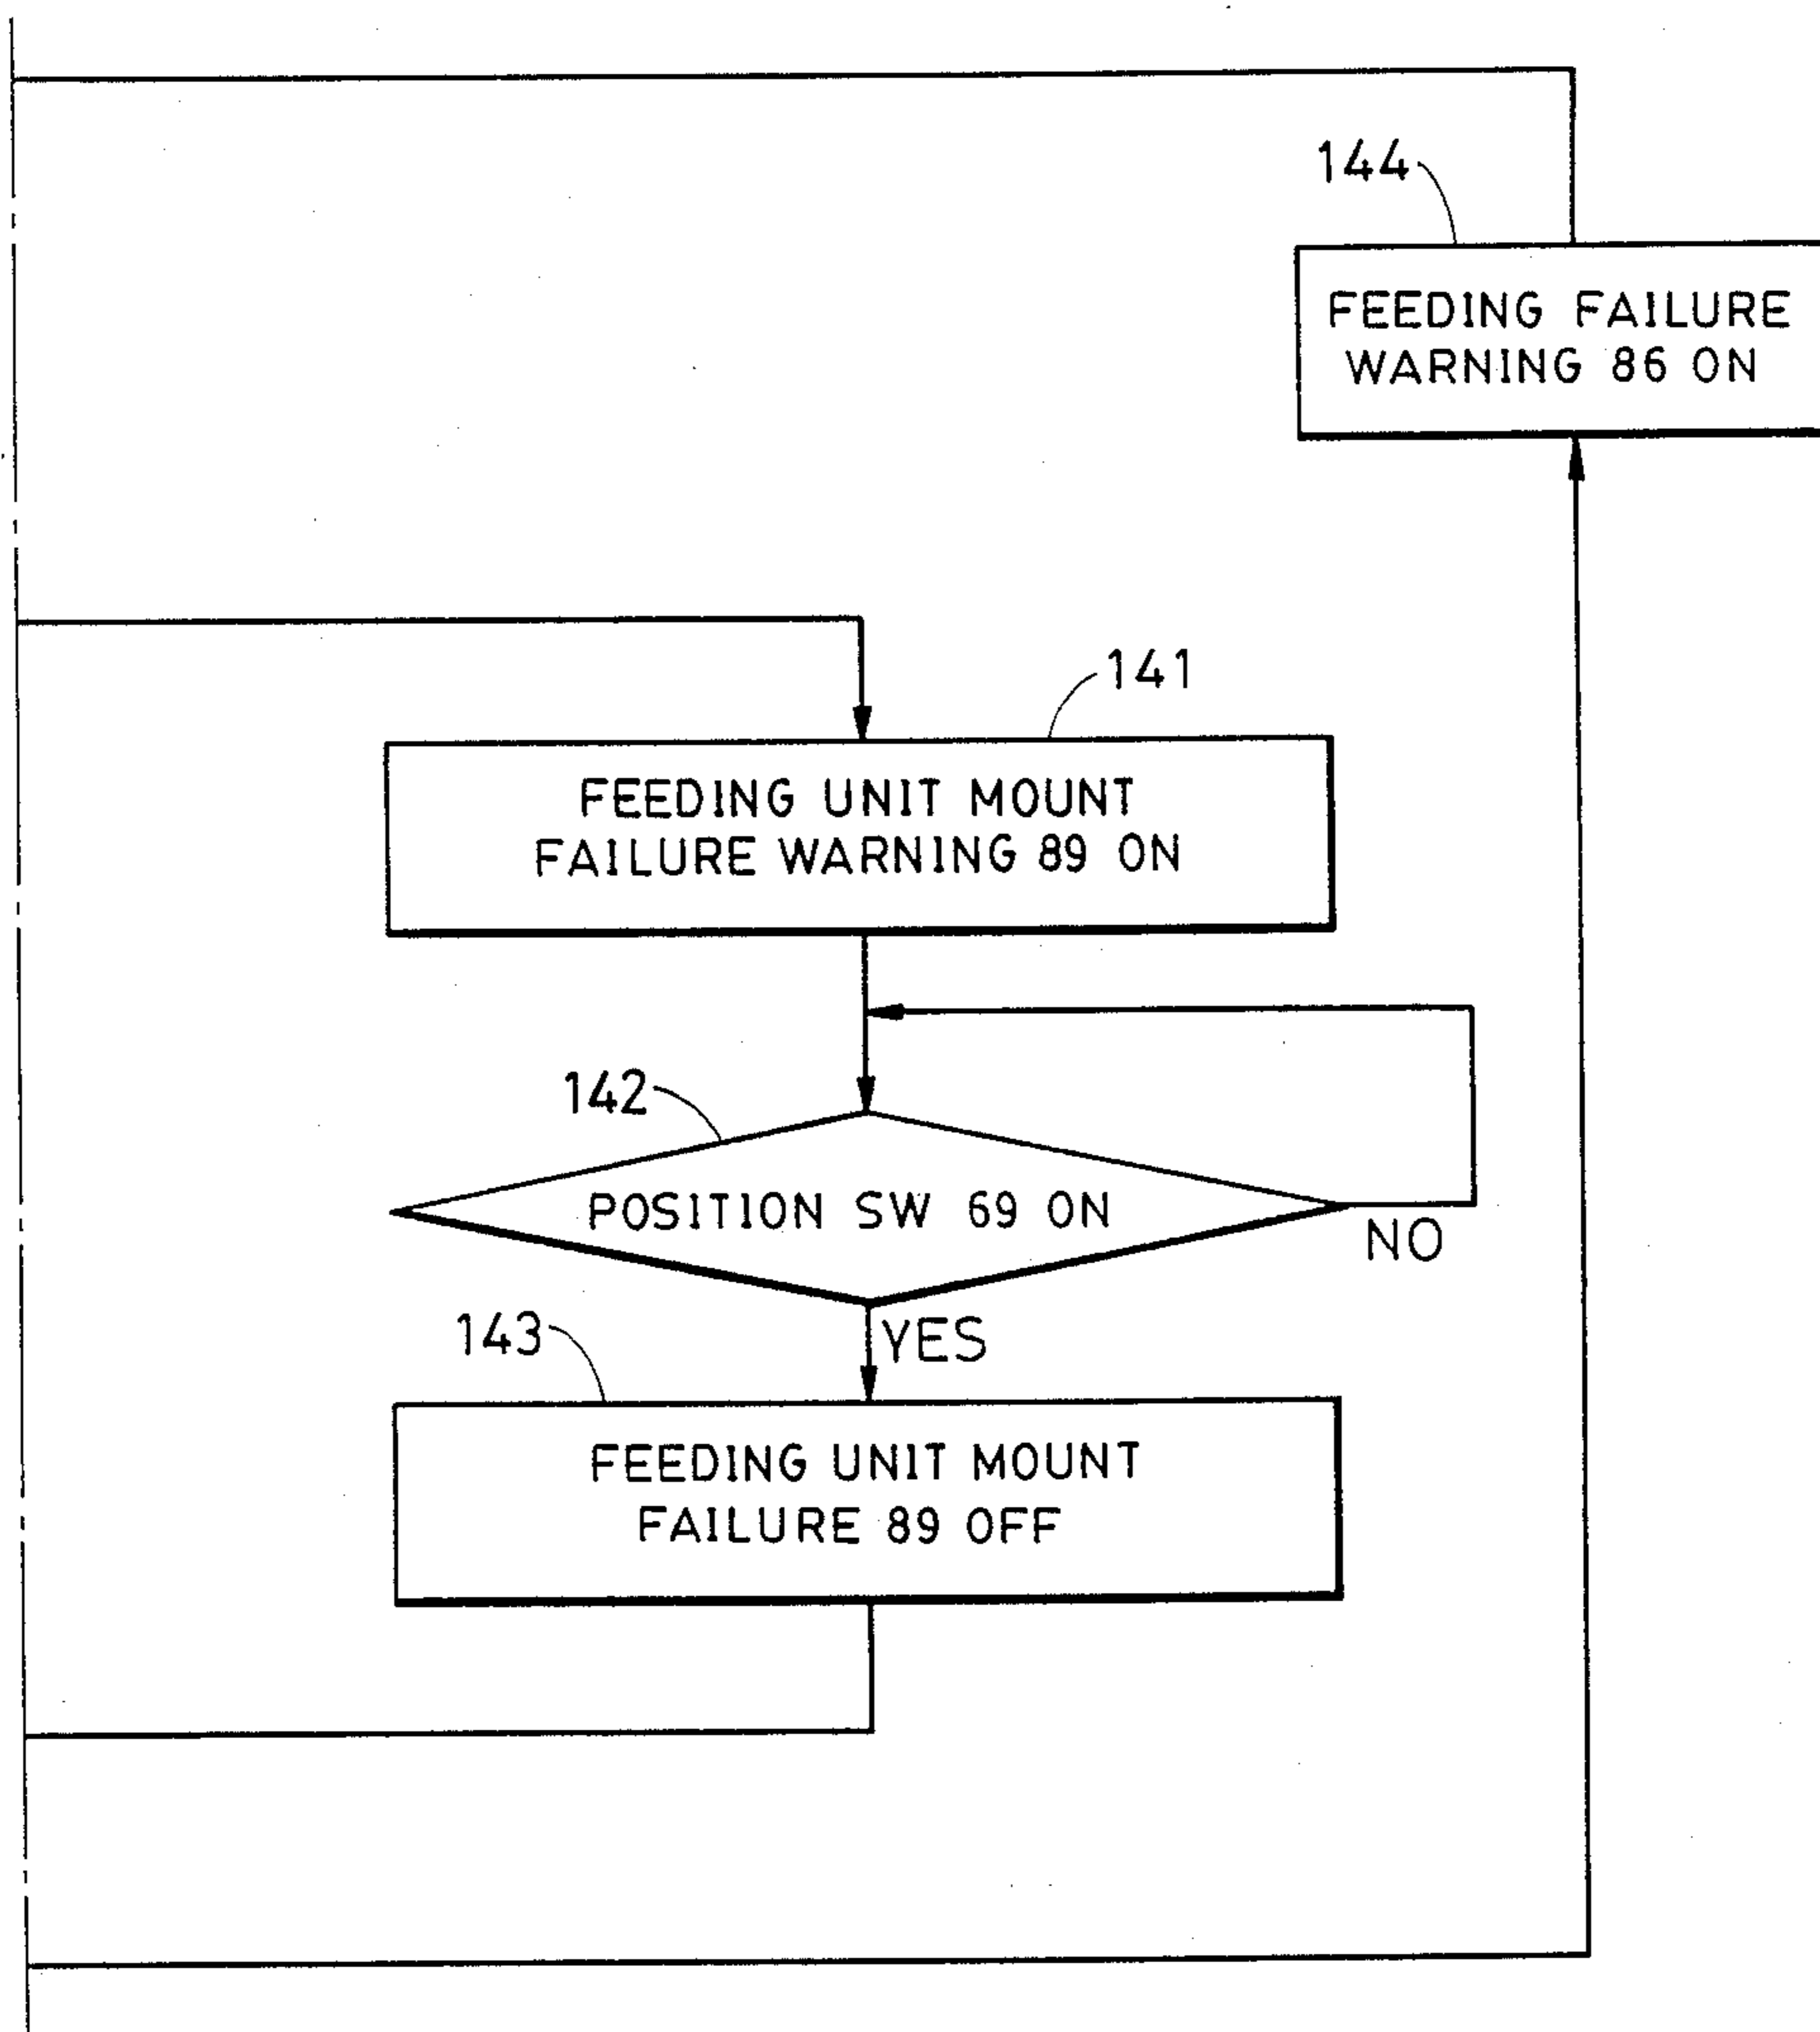 144
FEEDING FAILURE
WARNING 86 ON
141
FEEDING UNIT MOUNT
FAILURE WARNING 89 ON
142
POSITION SW 69 ON
NO
YES
143
FEEDING UNIT MOUNT
FAILURE 89 OFF